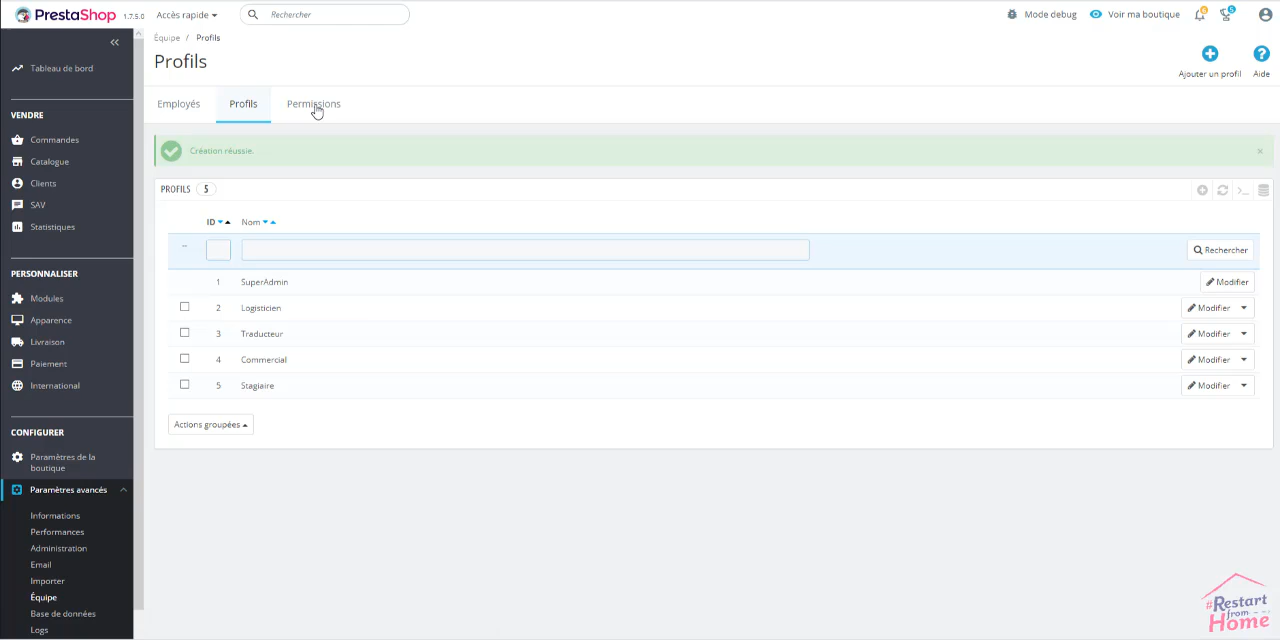 PrestaShop 1.7.5.0 Accès rapide Rechercher Mode debug Voir ma boutique 6 5
Équipe / Profils
Profils
Ajouter un profil Aide
Employés Profils Permissions
Création réussie.
×
PROFILS 5
ID Nom
-- Rechercher
1 SuperAdmin Modifier
2 Logisticien Modifier
3 Traducteur Modifier
4 Commercial Modifier
5 Stagiaire Modifier
Actions groupées
Tableau de bord
VENDRE
Commandes
Catalogue
Clients
SAV
Statistiques
PERSONNALISER
Modules
Apparence
Livraison
Paiement
International
CONFIGURER
Paramètres de la
boutique
Paramètres avancés
Informations
Performances
Administration
Email
Importer
Équipe
Base de données
Logs
#Restart
from
Home